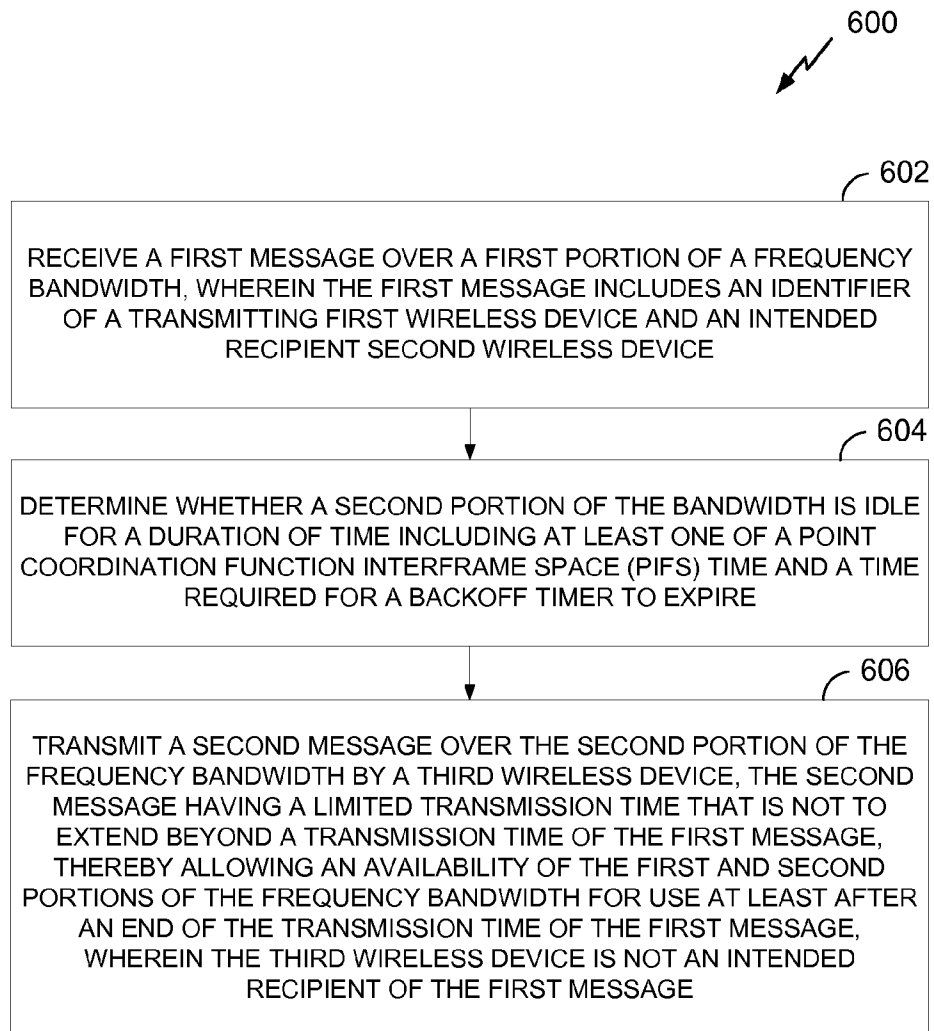 600
602
RECEIVE A FIRST MESSAGE OVER A FIRST PORTION OF A FREQUENCY
BANDWIDTH, WHEREIN THE FIRST MESSAGE INCLUDES AN IDENTIFIER
OF A TRANSMITTING FIRST WIRELESS DEVICE AND AN INTENDED
RECIPIENT SECOND WIRELESS DEVICE
604
DETERMINE WHETHER A SECOND PORTION OF THE BANDWIDTH IS IDLE
FOR A DURATION OF TIME INCLUDING AT LEAST ONE OF A POINT
COORDINATION FUNCTION INTERFRAME SPACE (PIFS) TIME AND A TIME
REQUIRED FOR A BACKOFF TIMER TO EXPIRE
606
TRANSMIT A SECOND MESSAGE OVER THE SECOND PORTION OF THE
FREQUENCY BANDWIDTH BY A THIRD WIRELESS DEVICE, THE SECOND
MESSAGE HAVING A LIMITED TRANSMISSION TIME THAT IS NOT TO
EXTEND BEYOND A TRANSMISSION TIME OF THE FIRST MESSAGE,
THEREBY ALLOWING AN AVAILABILITY OF THE FIRST AND SECOND
PORTIONS OF THE FREQUENCY BANDWIDTH FOR USE AT LEAST AFTER
AN END OF THE TRANSMISSION TIME OF THE FIRST MESSAGE,
WHEREIN THE THIRD WIRELESS DEVICE IS NOT AN INTENDED
RECIPIENT OF THE FIRST MESSAGE